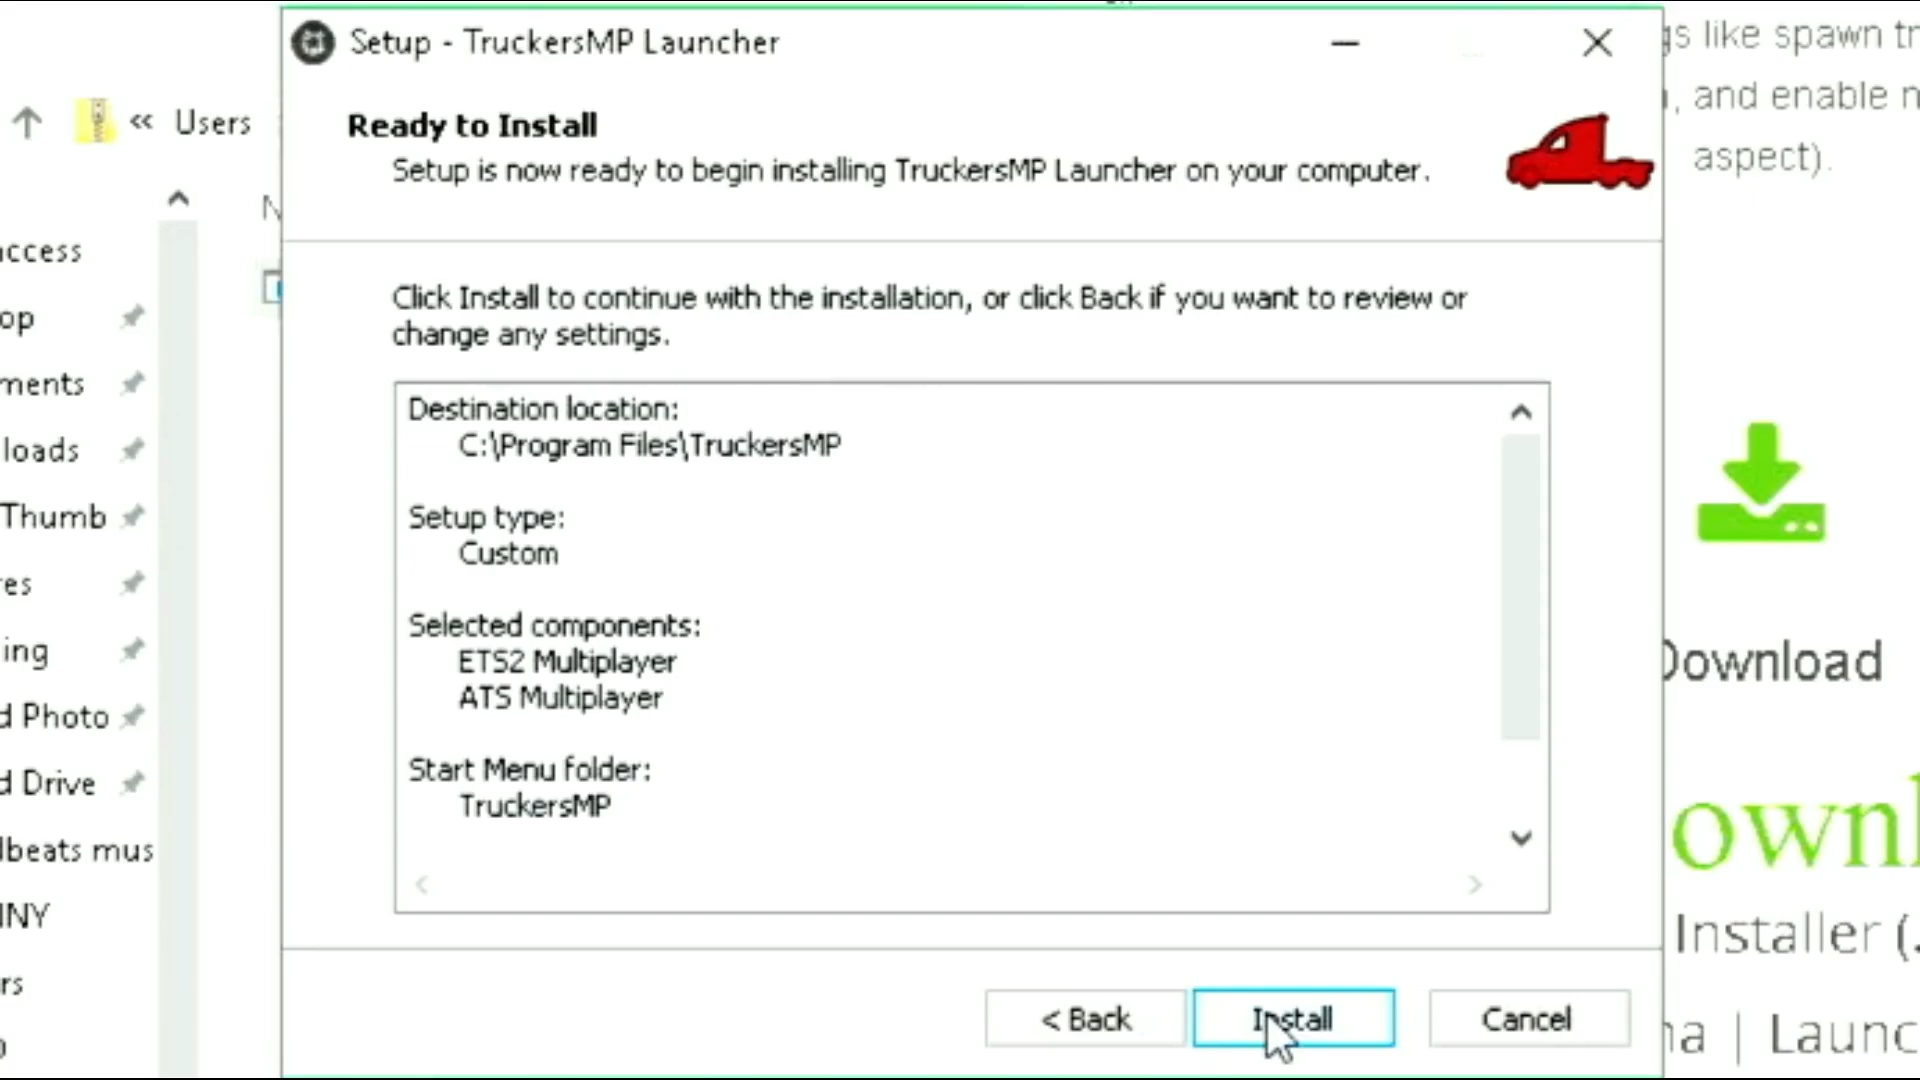 Setup - TruckersMP Launcher
gs like spawn tr
, and enable n
aspect).
« Users
Ready to Install
Setup is now ready to begin installing TruckersMP Launcher on your computer.
N
ccess
op
ments
loads
Thumb
res
ing
d Photo
d Drive
lbeats mus
NY
rs
Click Install to continue with the installation, or click Back if you want to review or
change any settings.
Destination location:
C:\Program Files\TruckersMP
Setup type:
Custom
Selected components:
ETS2 Multiplayer
ATS Multiplayer
Start Menu folder:
TruckersMP
< Back
Install
Cancel
Download
ownl
Installer (.
na | Launc